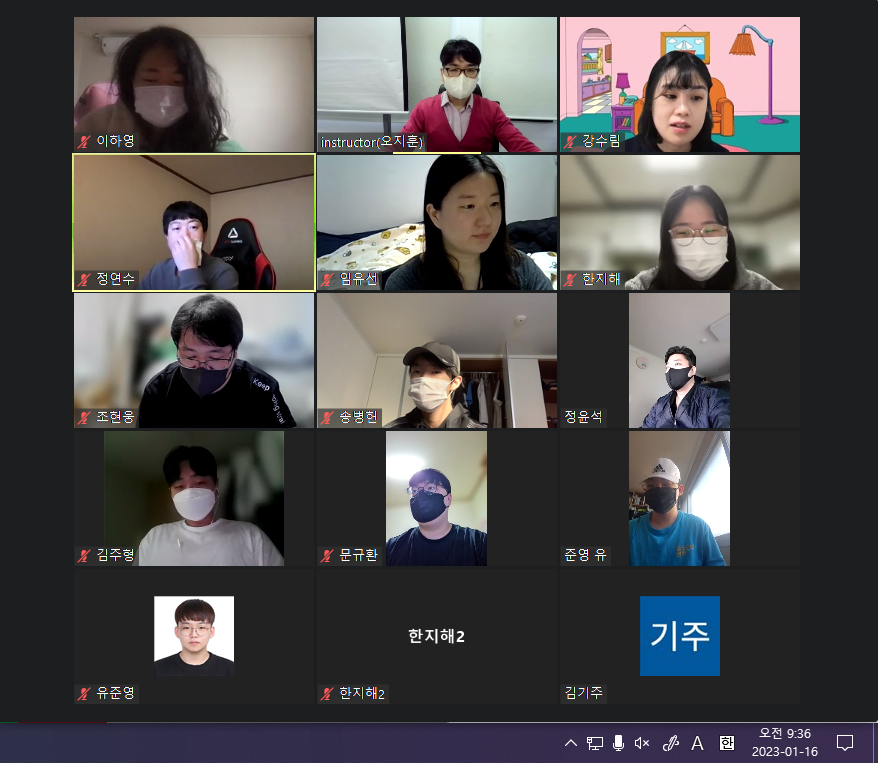 이하영
instructor(오지훈)
강수림
정연수
임유선
한지해
조현웅
Keep
송병헌
정윤석
김주형
문규환
준영 유
한지해2
기주
유준영
한지해2
김기주
A
한
오전 9:36
2023-01-16